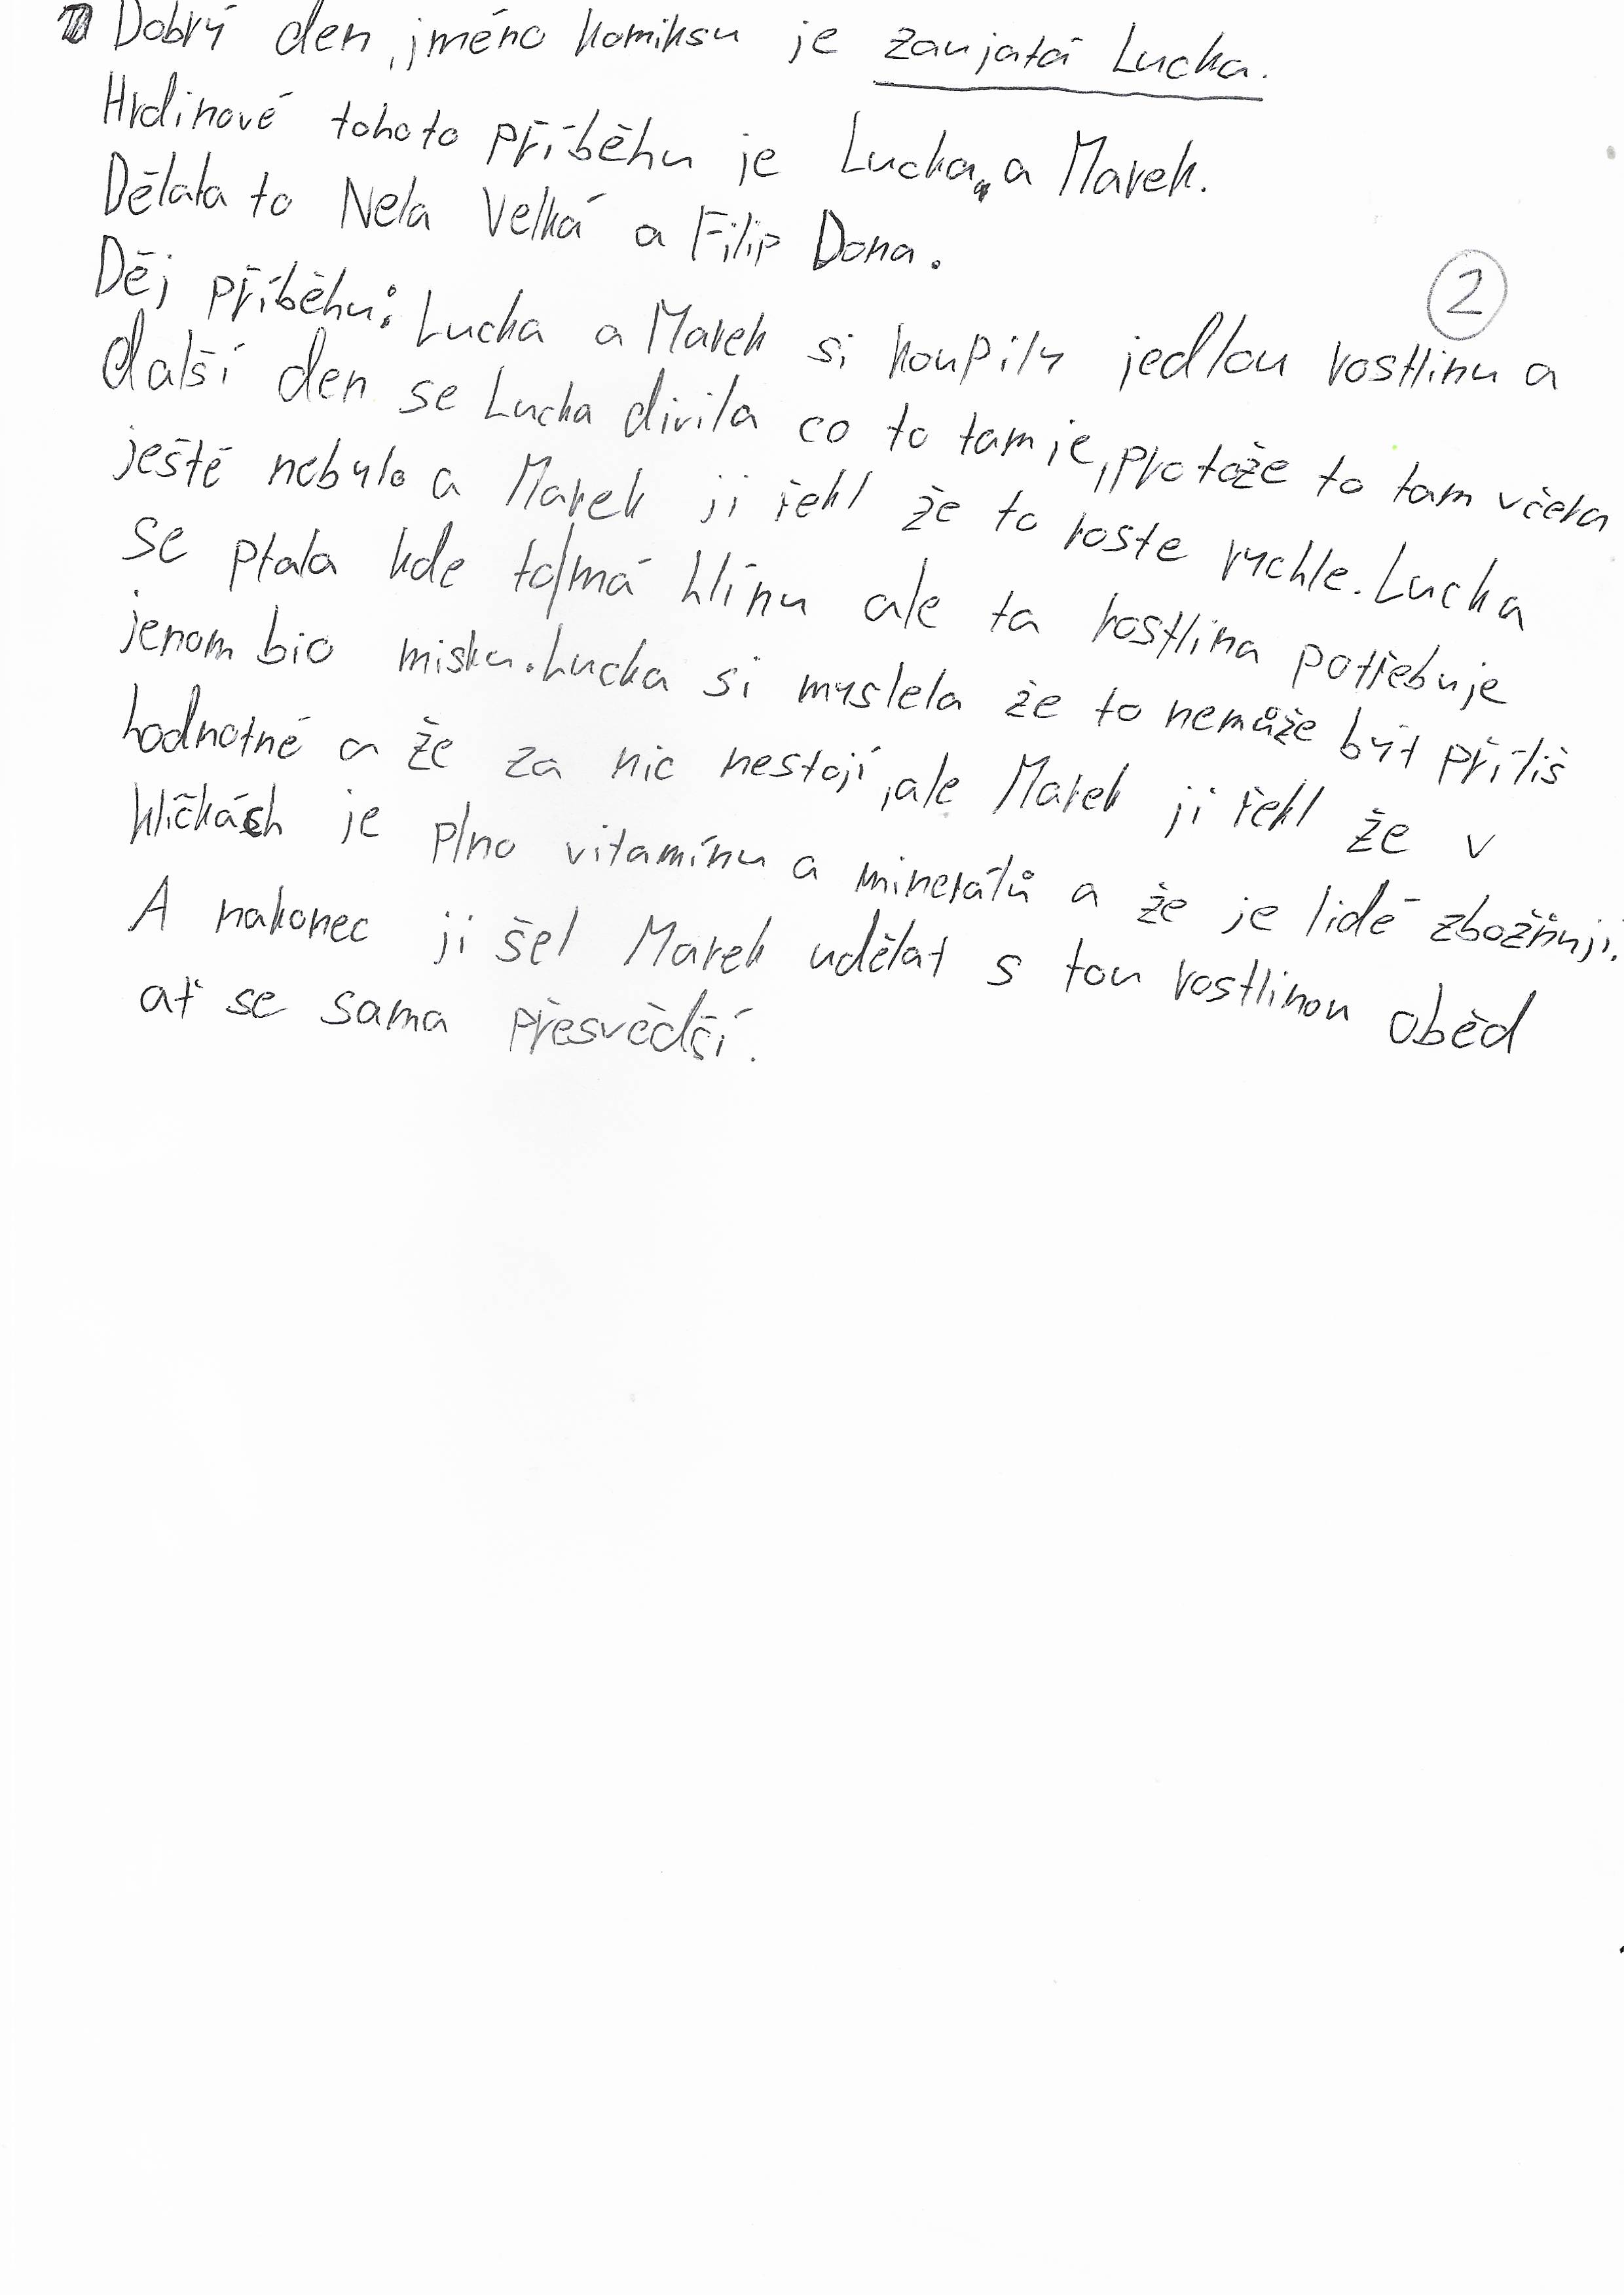 Dobrý den, jméno komiksu je zaujatá Lucka.
Hrdinové tohoto příběhu je Lucka, a Marek.
Dělala to Nela Velká a Filip Dona.
2
Děj příběhu: Lucka a Marek si koupily jedlou rostlinu a
další den se Lucka divila co to tam je, protože to tam včera
ještě nebylo a Marek ji řekl že to roste rychle. Lucka
se ptala kde to má hlínu ale ta rostlina potřebuje
jenom bio misku. Lucka si myslela že to nemůže být příliš
hodnotné a že za nic nestojí, ale Marek ji řekl že v
klíčkách je plno vitamínu a minerálů a že je lidé zbožňují.
A nakonec ji šel Marek udělat s tou rostlinou oběd
ať se sama přesvědší.